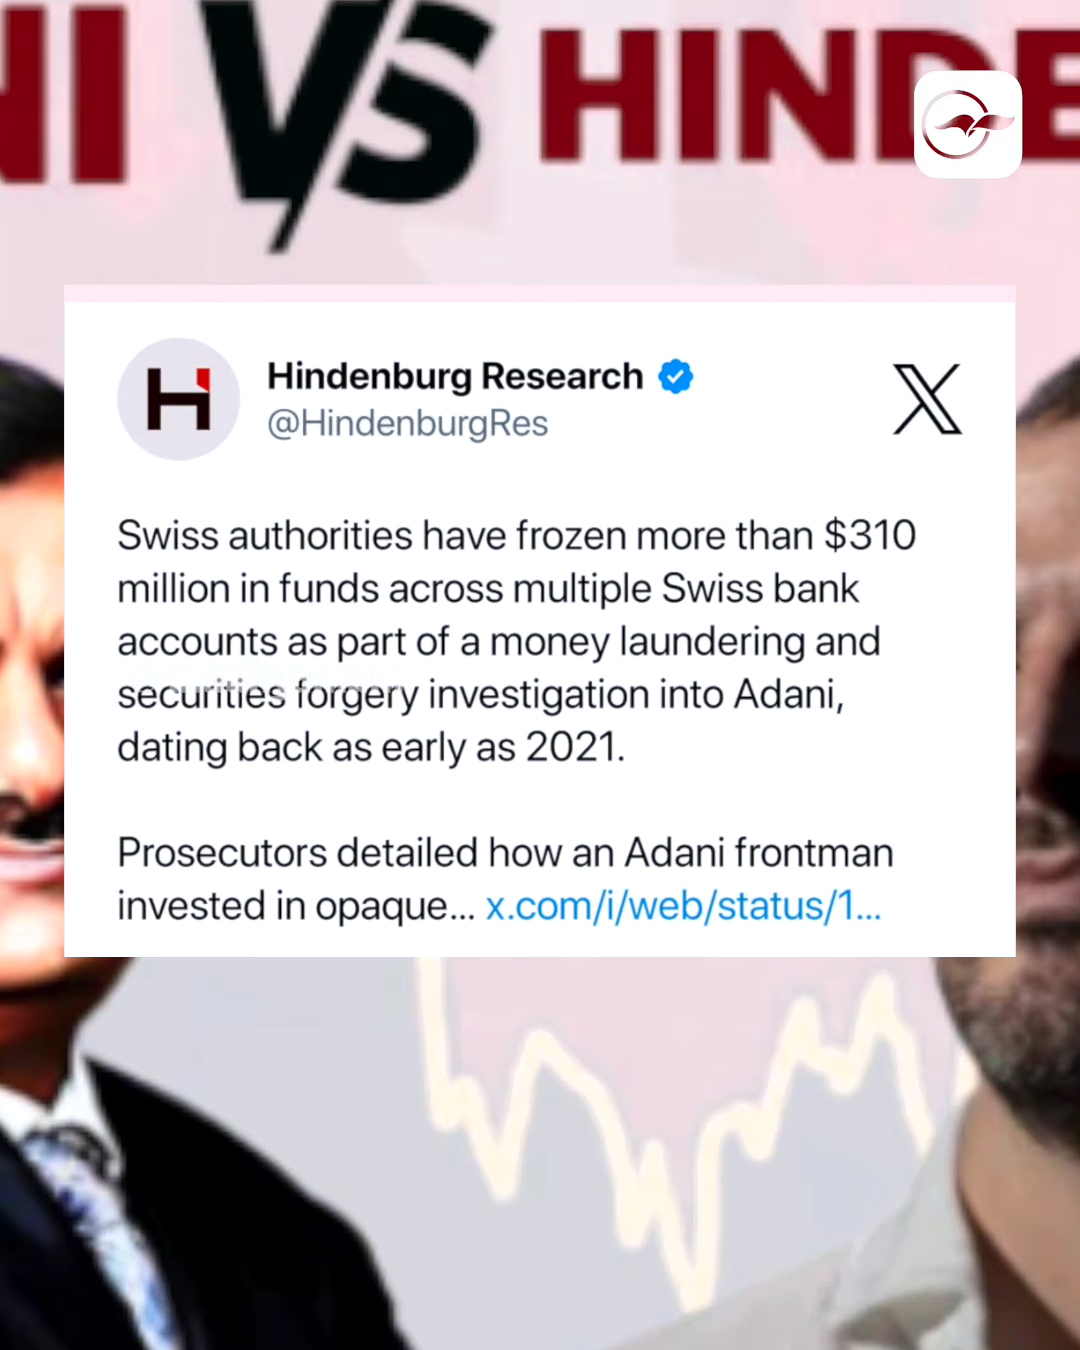 NI VS HINDE
Hindenburg Research
@HindenburgRes
Swiss authorities have frozen more than $310
million in funds across multiple Swiss bank
accounts as part of a money laundering and
securities forgery investigation into Adani,
dating back as early as 2021.
Prosecutors detailed how an Adani frontman
invested in opaque... x.com/i/web/status/1...